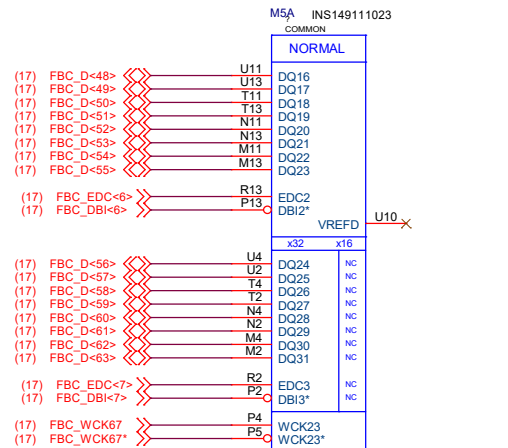 M5A ? INS149111023
COMMON
NORMAL
(17) FBC_D<48> U11 DQ16
(17) FBC_D<49> U13 DQ17
(17) FBC_D<50> T11 DQ18
(17) FBC_D<51> T13 DQ19
(17) FBC_D<52> N11 DQ20
(17) FBC_D<53> N13 DQ21
(17) FBC_D<54> M11 DQ22
(17) FBC_D<55> M13 DQ23
(17) FBC_EDC<6> R13 EDC2
(17) FBC_DBI<6> P13 DBI2*
VREFD U10
x32 x16
(17) FBC_D<56> U4 DQ24 NC
(17) FBC_D<57> U2 DQ25 NC
(17) FBC_D<58> T4 DQ26 NC
(17) FBC_D<59> T2 DQ27 NC
(17) FBC_D<60> N4 DQ28 NC
(17) FBC_D<61> N2 DQ29 NC
(17) FBC_D<62> M4 DQ30 NC
(17) FBC_D<63> M2 DQ31 NC
(17) FBC_EDC<7> R2 EDC3 NC
(17) FBC_DBI<7> P2 DBI3* NC
(17) FBC_WCK67 P4 WCK23
(17) FBC_WCK67* P5 WCK23*